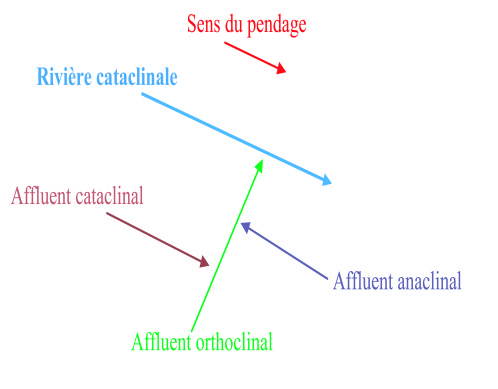 Sens du pendage
Rivière cataclinale
Affluent cataclinal
Affluent anaclinal
Affluent orthoclinal